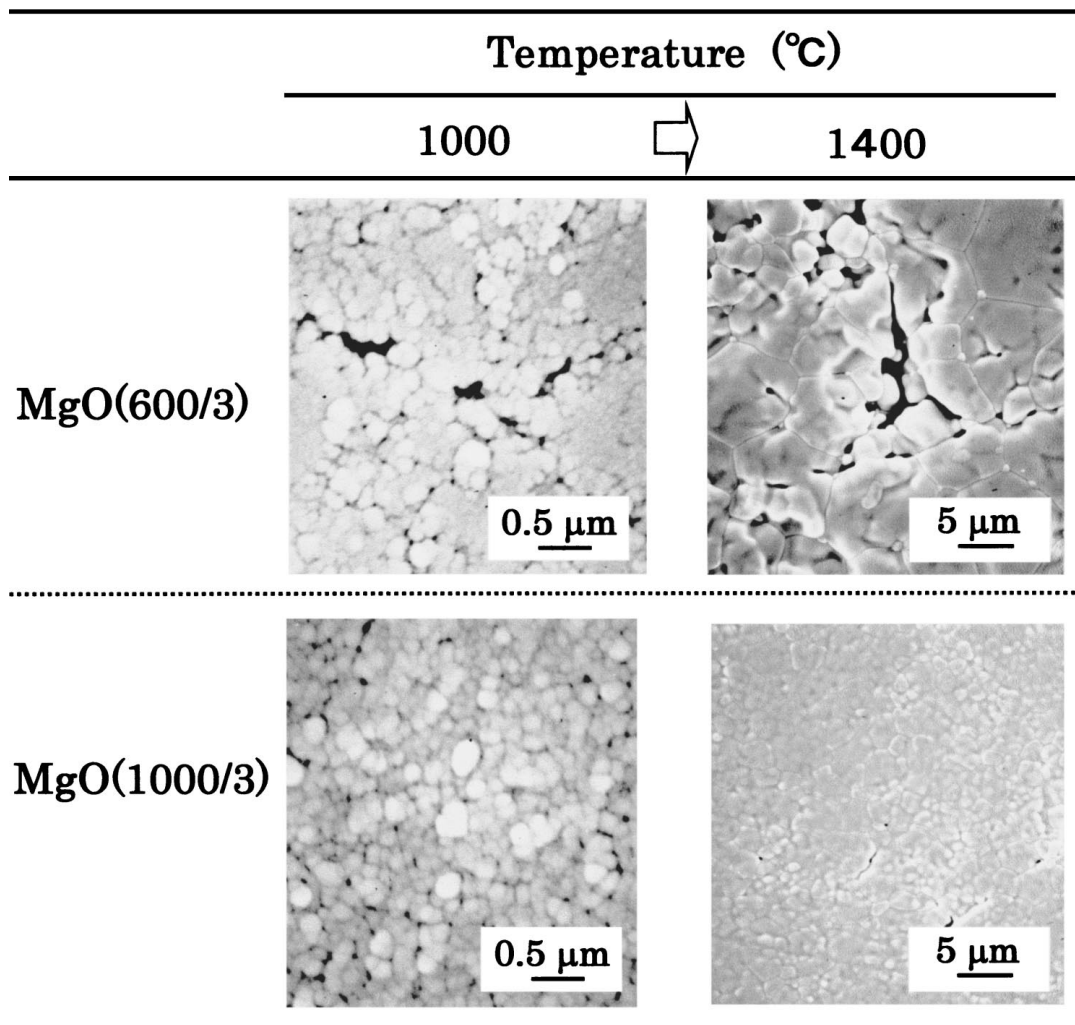 Temperature (℃)
1000 1400
MgO(600/3)
0.5 μm
5 μm
MgO(1000/3)
0.5 μm
5 μm